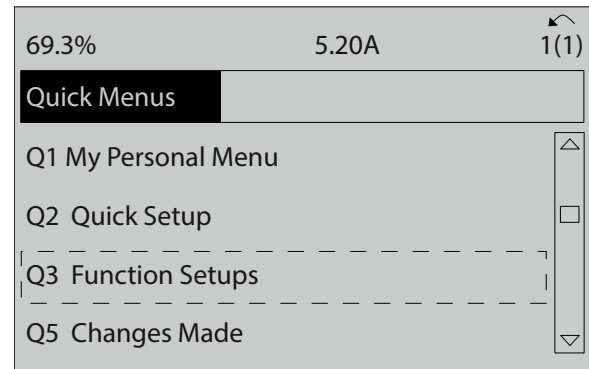 69.3% 5.20A 1(1)
Quick Menus
Q1 My Personal Menu
Q2 Quick Setup
Q3 Function Setups
Q5 Changes Made